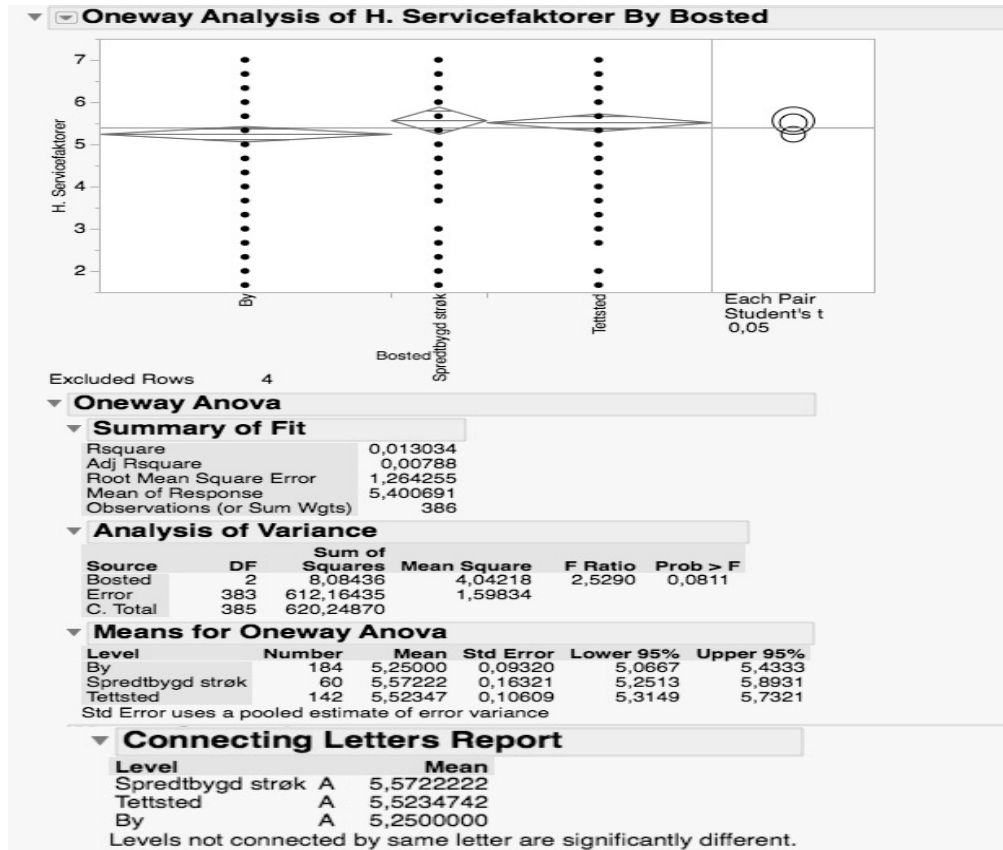 Oneway Analysis of H. Servicefaktorer By Bosted
7
6
5
4
3
2
H. Servicefaktorer
By
Spredtbygd strøk
Tettsted
Bosted
Each Pair
Student's t
0,05
Excluded Rows 4
Oneway Anova
Summary of Fit
Rsquare 0,013034
Adj Rsquare 0,00788
Root Mean Square Error 1,264255
Mean of Response 5,400691
Observations (or Sum Wgts) 386
Analysis of Variance
Source DF Sum of Squares Mean Square F Ratio Prob > F
Bosted 2 8,08436 4,04218 2,5290 0,0811
Error 383 612,16435 1,59834
C. Total 385 620,24870
Means for Oneway Anova
Level Number Mean Std Error Lower 95% Upper 95%
By 184 5,25000 0,09320 5,0667 5,4333
Spredtbygd strøk 60 5,57222 0,16321 5,2513 5,8931
Tettsted 142 5,52347 0,10609 5,3149 5,7321
Std Error uses a pooled estimate of error variance
Connecting Letters Report
Level Mean
Spredtbygd strøk A 5,5722222
Tettsted A 5,5234742
By A 5,2500000
Levels not connected by same letter are significantly different.